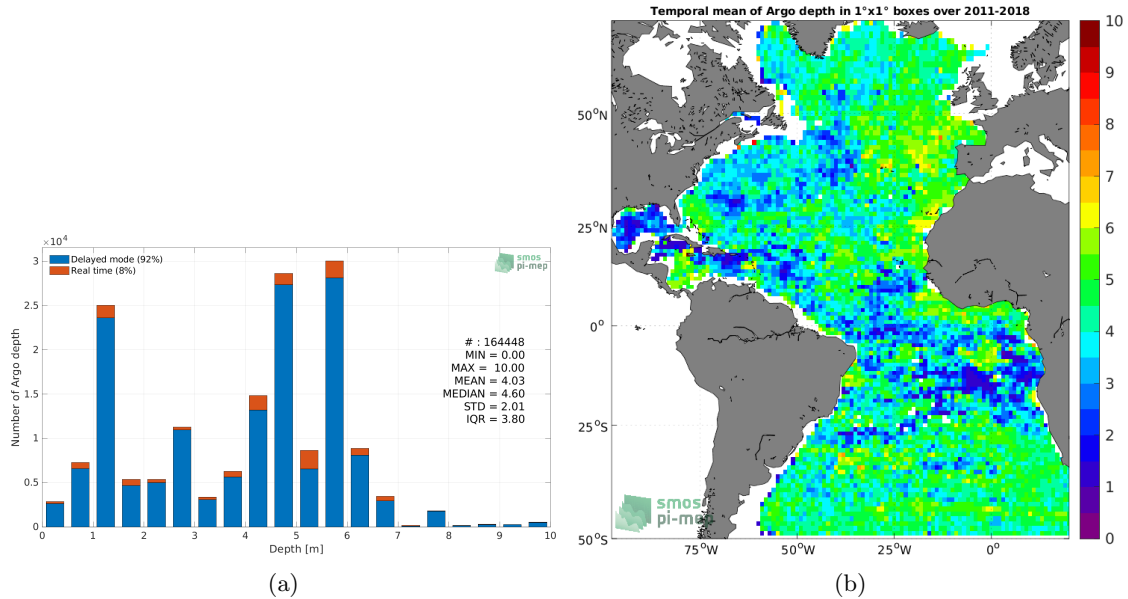 ×10⁴
Delayed mode (92%)
Real time (8%)
smos
pi-mep
3
2.5
2
1.5
1
0.5
0
Number of Argo depth
# : 164448
MIN = 0.00
MAX = 10.00
MEAN = 4.03
MEDIAN = 4.60
STD = 2.01
IQR = 3.80
0 1 2 3 4 5 6 7 8 9 10
Depth [m]
(a)
Temporal mean of Argo depth in 1°x1° boxes over 2011-2018
50°N
25°N
0°
25°S
50°S
75°W 50°W 25°W 0°
smos
pi-mep
10
9
8
7
6
5
4
3
2
1
0
(b)